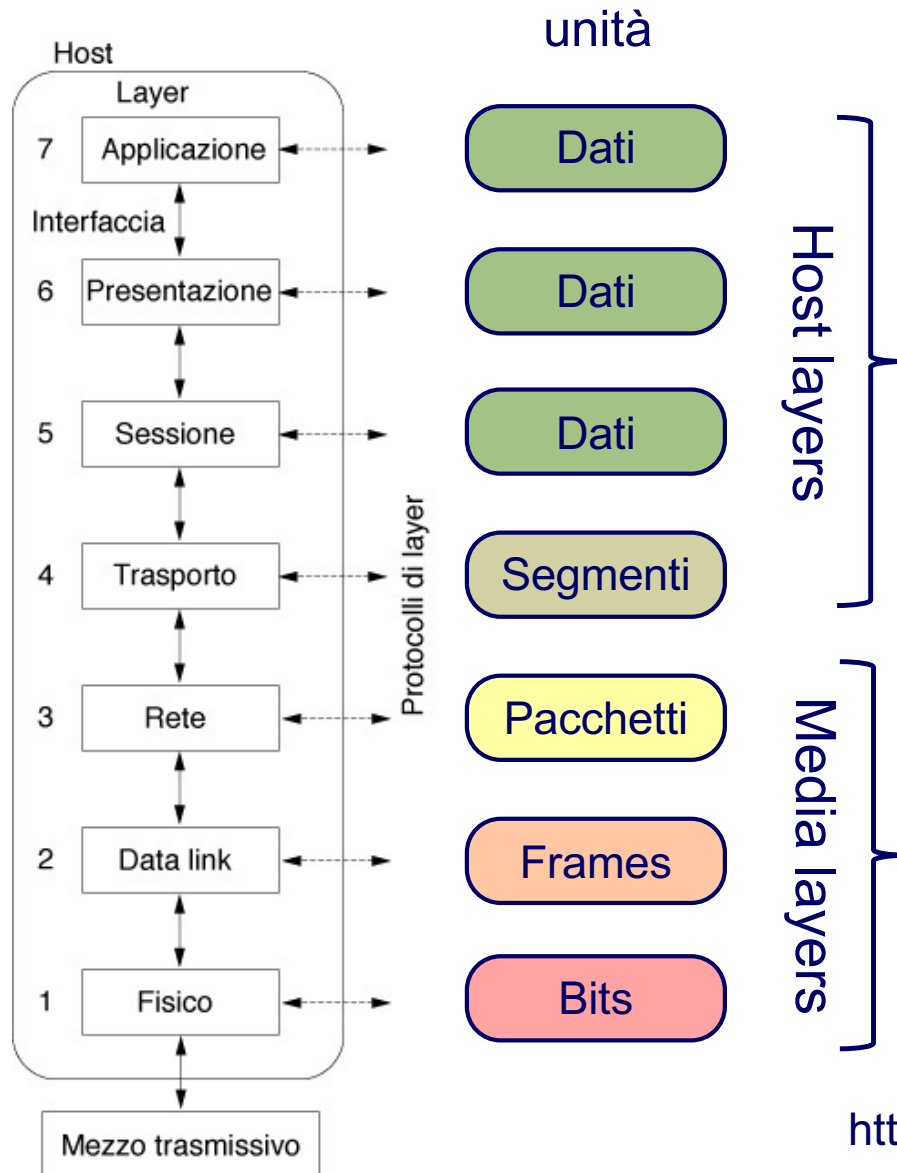 unità
Host
Layer
7 Applicazione Dati
Interfaccia
6 Presentazione Dati
5 Sessione Dati
4 Trasporto Segmenti
Protocolli di layer
3 Rete Pacchetti
2 Data link Frames
1 Fisico Bits
Mezzo trasmissivo
Host layers
Media layers
htt